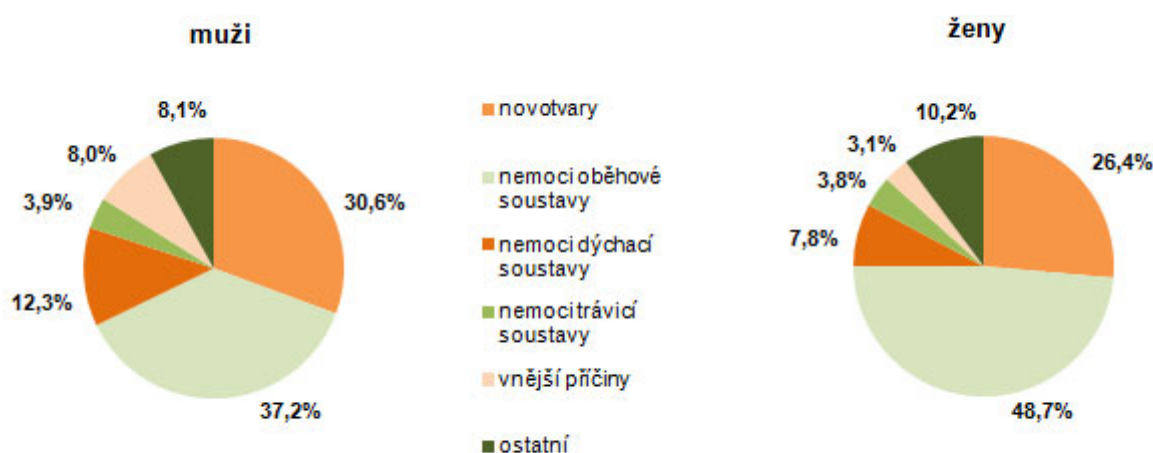 muži
8,1%
8,0%
3,9%
12,3%
30,6%
37,2%
novotvary
nemoci oběhové
soustavy
nemoci dýchací
soustavy
nemoci trávicí
soustavy
vnější příčiny
ostatní
ženy
10,2%
3,1%
3,8%
7,8%
26,4%
48,7%